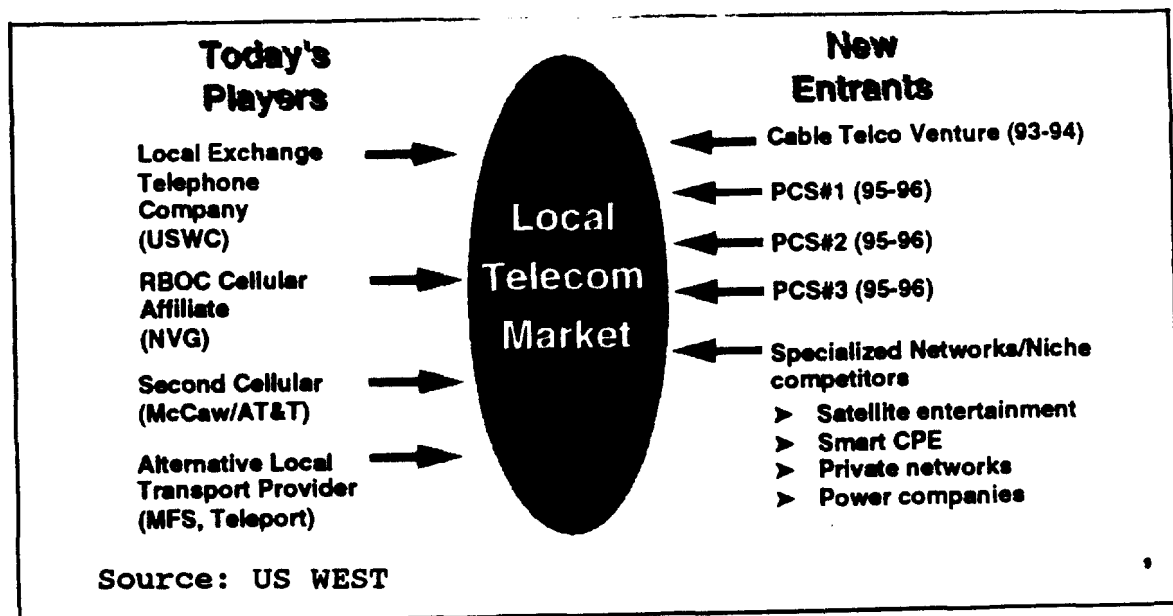 Today's
Players
Local Exchange
Telephone
Company
(USWC)
RBOC Cellular
Affiliate
(NVG)
Second Cellular
(McCaw/AT&T)
Alternative Local
Transport Provider
(MFS, Teleport)
Local
Telecom
Market
New
Entrants
Cable Telco Venture (93-94)
PCS#1 (95-96)
PCS#2 (95-96)
PCS#3 (95-96)
Specialized Networks/Niche
competitors
➤ Satellite entertainment
➤ Smart CPE
➤ Private networks
➤ Power companies
Source: US WEST